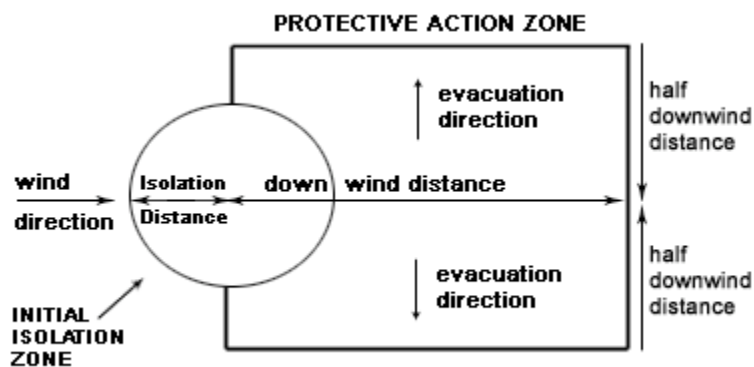 PROTECTIVE ACTION ZONE
evacuation
direction
half
downwind
distance
wind
direction
Isolation
Distance
down wind distance
evacuation
direction
half
downwind
distance
INITIAL
ISOLATION
ZONE